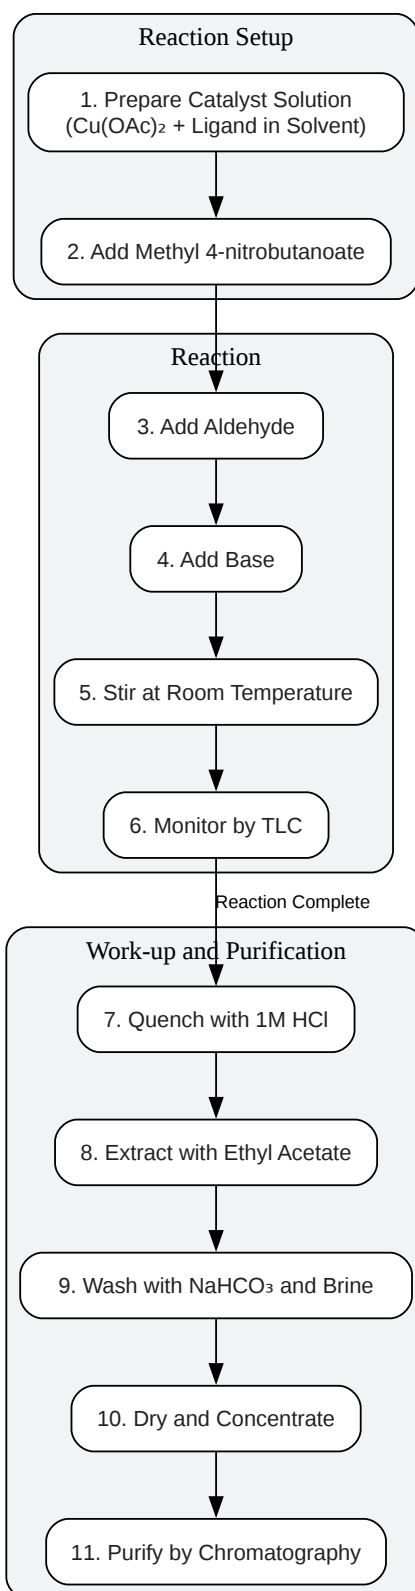 Reaction Setup
1. Prepare Catalyst Solution
(Cu(OAc)₂ + Ligand in Solvent)
2. Add Methyl 4-nitrobutanoate
Reaction
3. Add Aldehyde
4. Add Base
5. Stir at Room Temperature
6. Monitor by TLC
Reaction Complete
Work-up and Purification
7. Quench with 1M HCl
8. Extract with Ethyl Acetate
9. Wash with NaHCO₃ and Brine
10. Dry and Concentrate
11. Purify by Chromatography